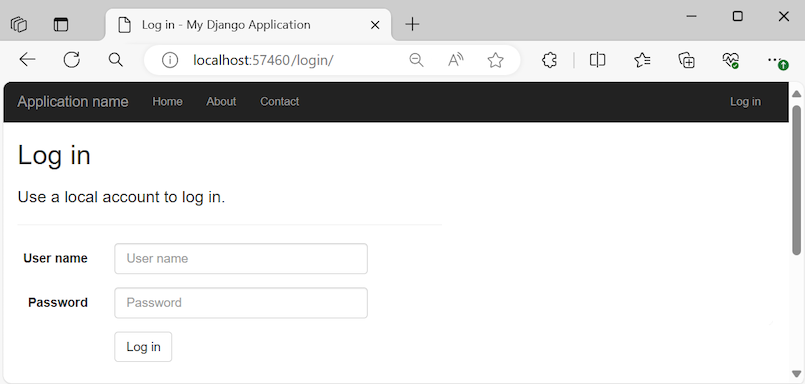 Log in - My Django Application
localhost:57460/login/
Application name Home About Contact Log in
Log in
Use a local account to log in.
User name User name
Password Password
Log in